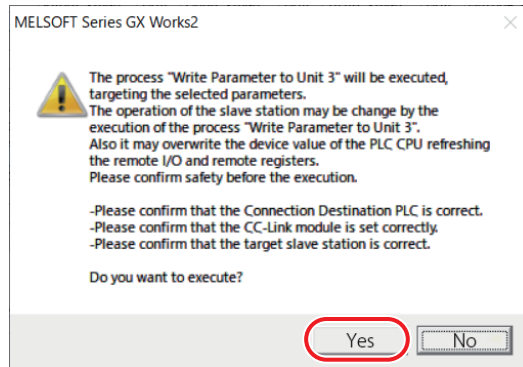 MELSOFT Series GX Works2
The process "Write Parameter to Unit 3" will be executed,
targeting the selected parameters.
The operation of the slave station may be change by the
execution of the process "Write Parameter to Unit 3".
Also it may overwrite the device value of the PLC CPU refreshing
the remote I/O and remote registers.
Please confirm safety before the execution.
-Please confirm that the Connection Destination PLC is correct.
-Please confirm that the CC-Link module is set correctly.
-Please confirm that the target slave station is correct.
Do you want to execute?
Yes
No